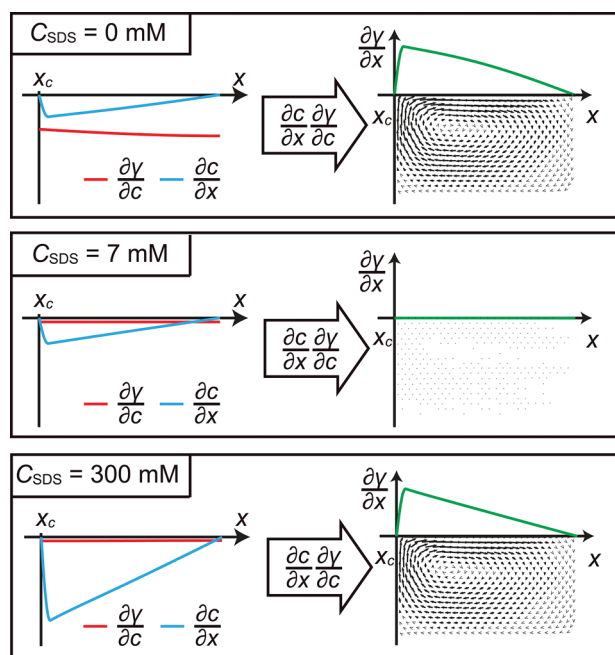 C_SDS = 0 mM
x_c
x
∂γ/∂c ∂c/∂x
∂c/∂x ∂γ/∂c
∂γ/∂x
x_c
x
C_SDS = 7 mM
x_c
x
∂γ/∂c ∂c/∂x
∂c/∂x ∂γ/∂c
∂γ/∂x
x_c
x
C_SDS = 300 mM
x_c
x
∂γ/∂c ∂c/∂x
∂c/∂x ∂γ/∂c
∂γ/∂x
x_c
x